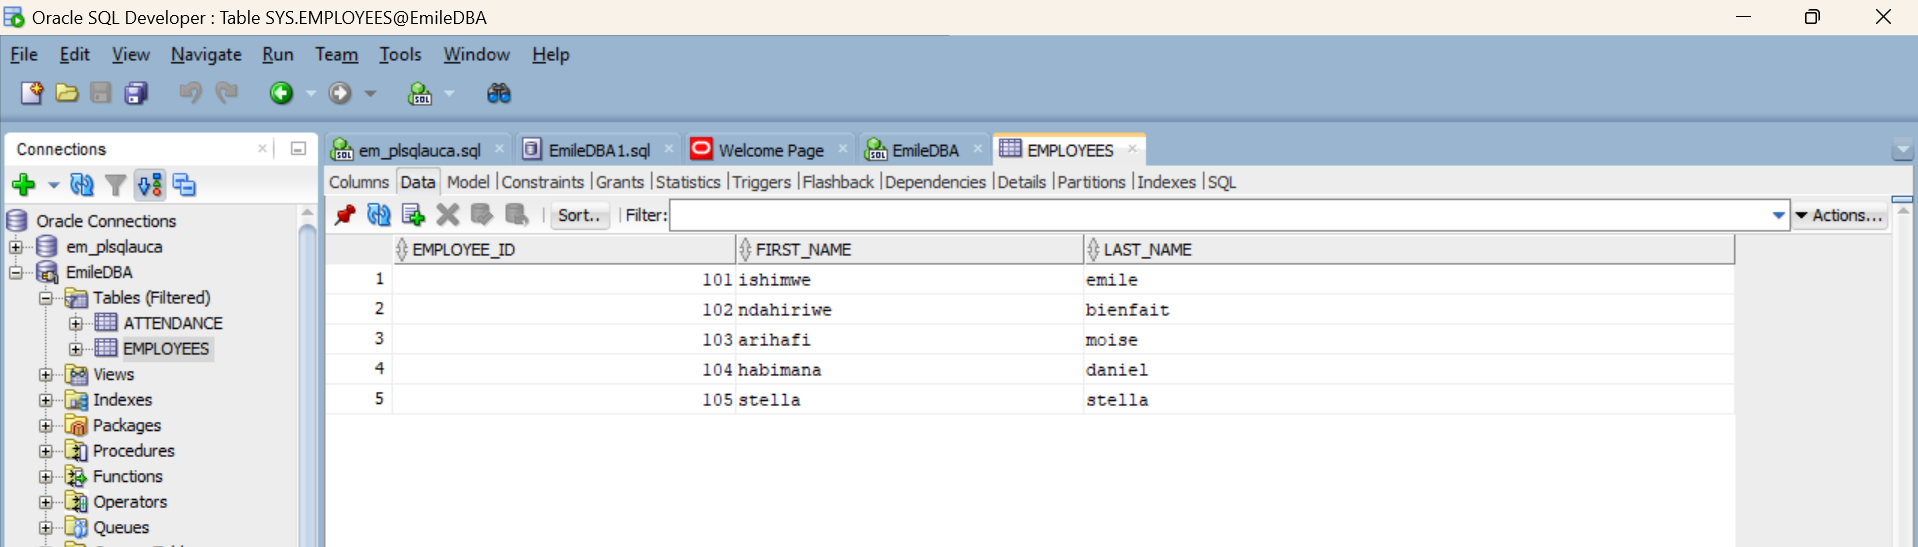 Oracle SQL Developer : Table SYS.EMPLOYEES@EmileDBA
File Edit View Navigate Run Team Tools Window Help
Connections
em_plsqlauca.sql EmileDBA1.sql Welcome Page EmileDBA EMPLOYEES
Columns Data Model Constraints Grants Statistics Triggers Flashback Dependencies Details Partitions Indexes SQL
Sort.. Filter: Actions...
Oracle Connections
em_plsqlauca
EmileDBA
Tables (Filtered)
ATTENDANCE
EMPLOYEES
Views
Indexes
Packages
Procedures
Functions
Operators
Queues
EMPLOYEE_ID FIRST_NAME LAST_NAME
1 101 ishimwe emile
2 102 ndahiriwe bienfait
3 103 arihafi moise
4 104 habimana daniel
5 105 stella stella